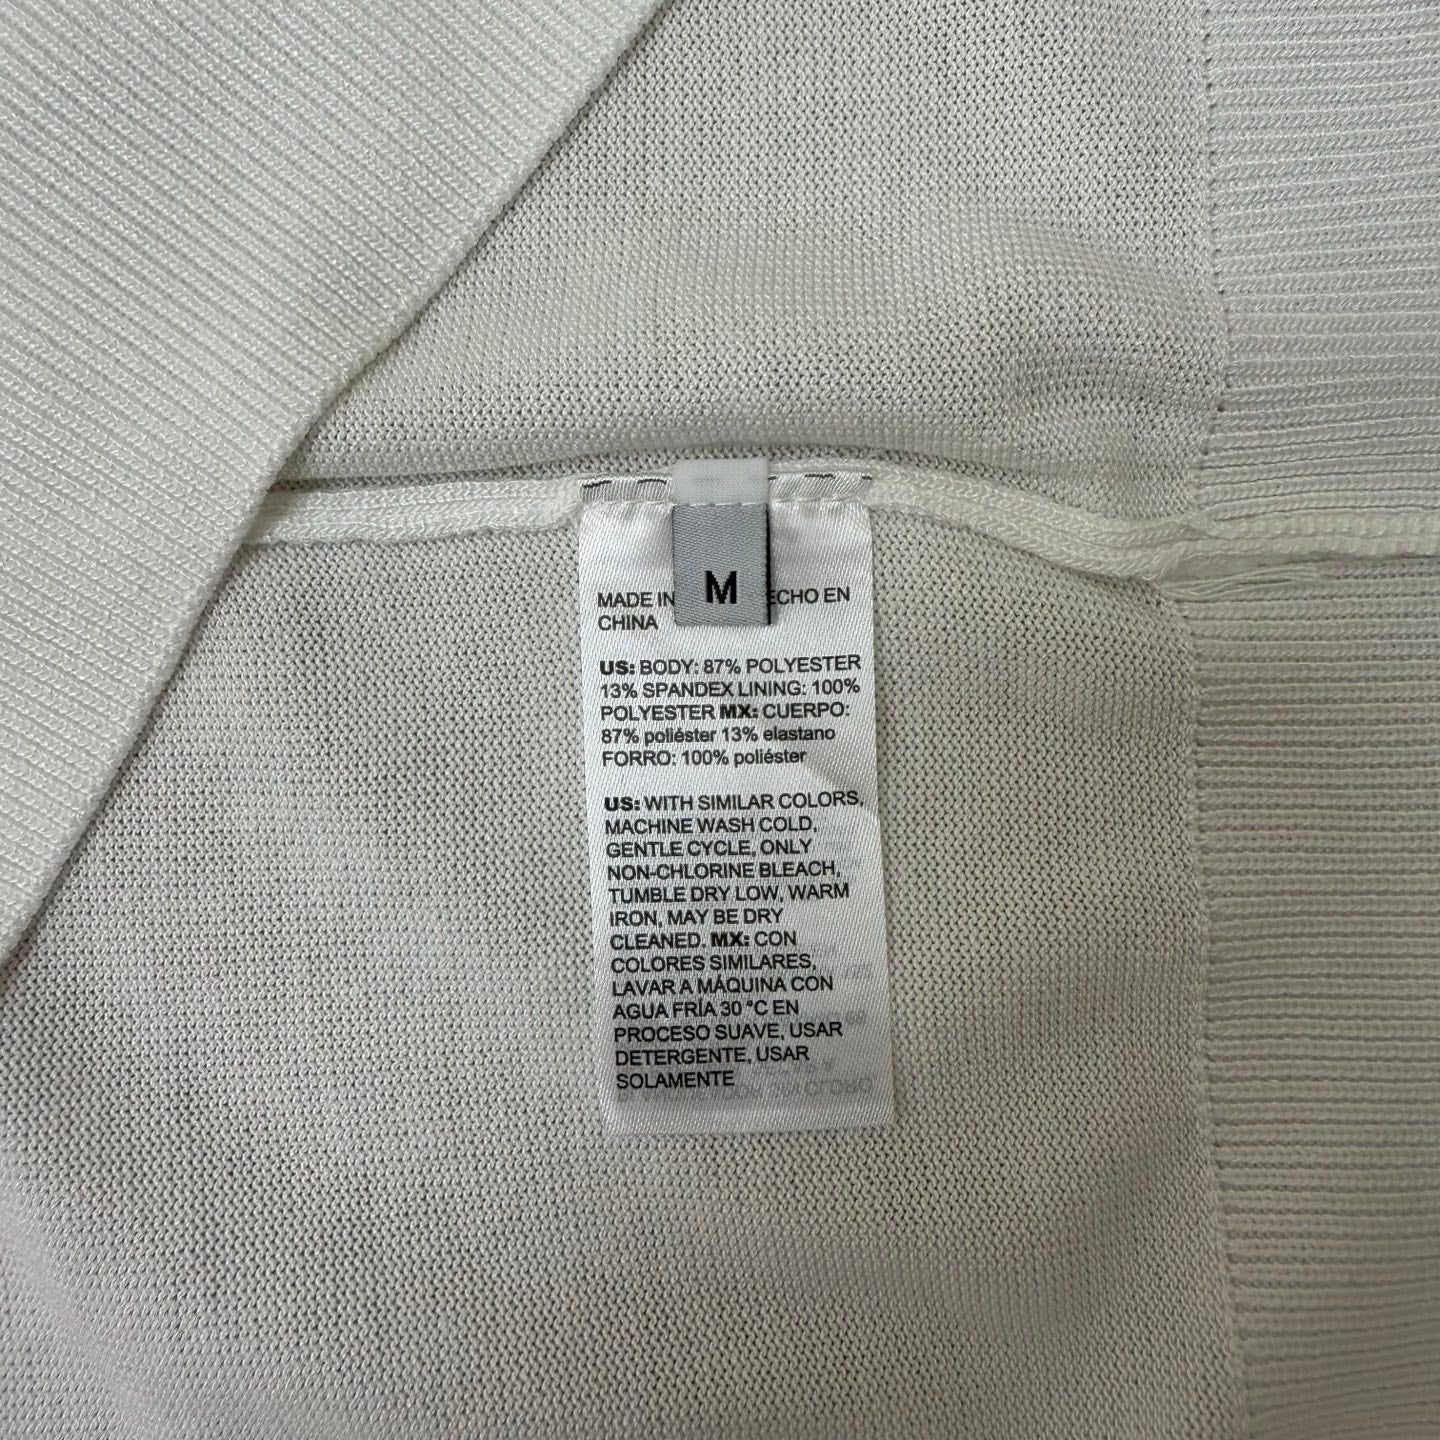 M
MADE IN ECHO EN
CHINA
US: BODY: 87% POLYESTER
13% SPANDEX LINING: 100%
POLYESTER MX: CUERPO:
87% poliéster 13% elastano
FORRO: 100% poliéster
US: WITH SIMILAR COLORS,
MACHINE WASH COLD,
GENTLE CYCLE, ONLY
NON-CHLORINE BLEACH,
TUMBLE DRY LOW, WARM
IRON, MAY BE DRY
CLEANED. MX: CON
COLORES SIMILARES,
LAVAR A MÁQUINA CON
AGUA FRÍA 30 °C EN
PROCESO SUAVE, USAR
DETERGENTE, USAR
SOLAMENTE